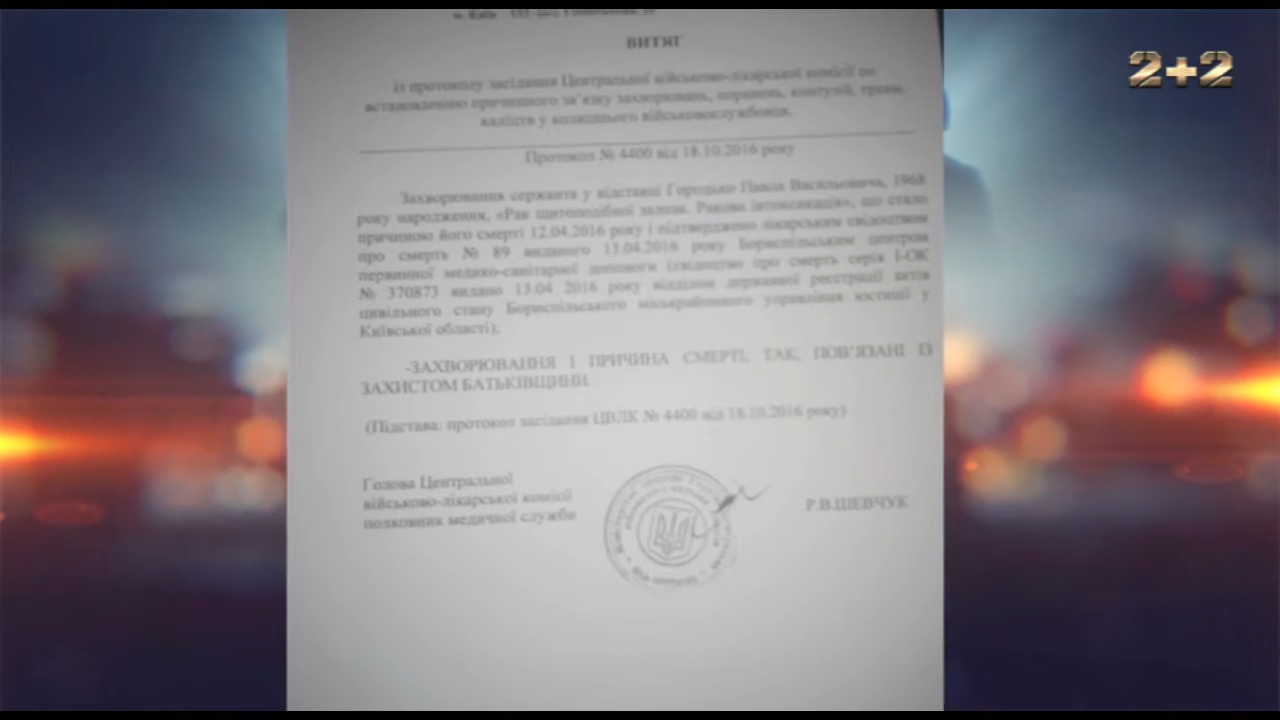 2+2
ВИТЯГ
із протоколу засідання Центральної військово-лікарської комісії по
встановленню причинного зв'язку захворювань, поранень, контузій, травм,
каліцтв у колишнього військовослужбовця.
Протокол № 4400 від 18.10.2016 року
Захворювання сержанта у відставці Городько Павла Васильовича, 1968
року народження, «Рак щитоподібної залози. Ракова інтоксикація», що стало
причиною його смерті 12.04.2016 року і підтверджено лікарським свідоцтвом
про смерть № 89 виданого 13.04.2016 року Бориспільським центром
первинної медико-санітарної допомоги (свідоцтво про смерть серія І-ОК
№ 370873 видано 13.04 2016 року відділом державної реєстрації актів
цивільного стану Бориспільського міськрайонного управління юстиції у
Київської області);
-ЗАХВОРЮВАННЯ І ПРИЧИНА СМЕРТІ, ТАК, ПОВ'ЯЗАНІ ІЗ
ЗАХИСТОМ БАТЬКІВЩИНИ.
(Підстава: протокол засідання ЦВЛК № 4400 від 18.10.2016 року)
Голова Центральної
військово-лікарської комісії
полковник медичної служби
Р.В.ШЕВЧУК